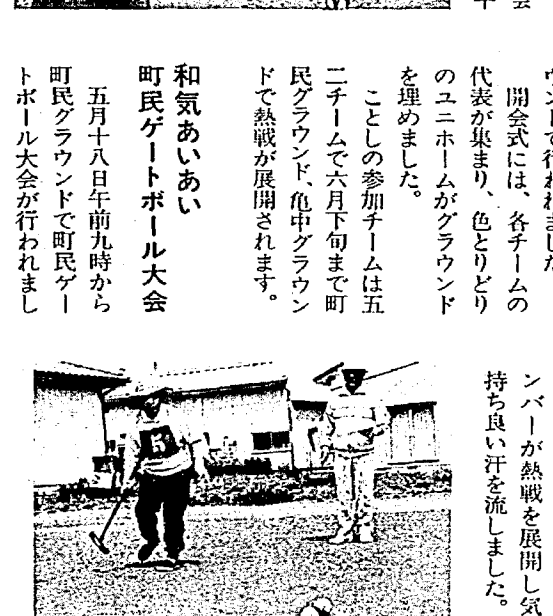 ウンドで行われました
開会式には、各チームの
代表が集まり、色とりどり
のユニホームがグラウンド
を埋めました。
ことしの参加チームは五
二チームで六月下旬まで町
民グラウンド、亀中グラウン
ドで熱戦が展開されます。
和気あいあい
町民ゲートボール大会
五月十八日午前九時から
町民グラウンドで町民ゲー
トボール大会が行われまし
ンバーが熱戦を展開し気
持ち良い汗を流しました。
5